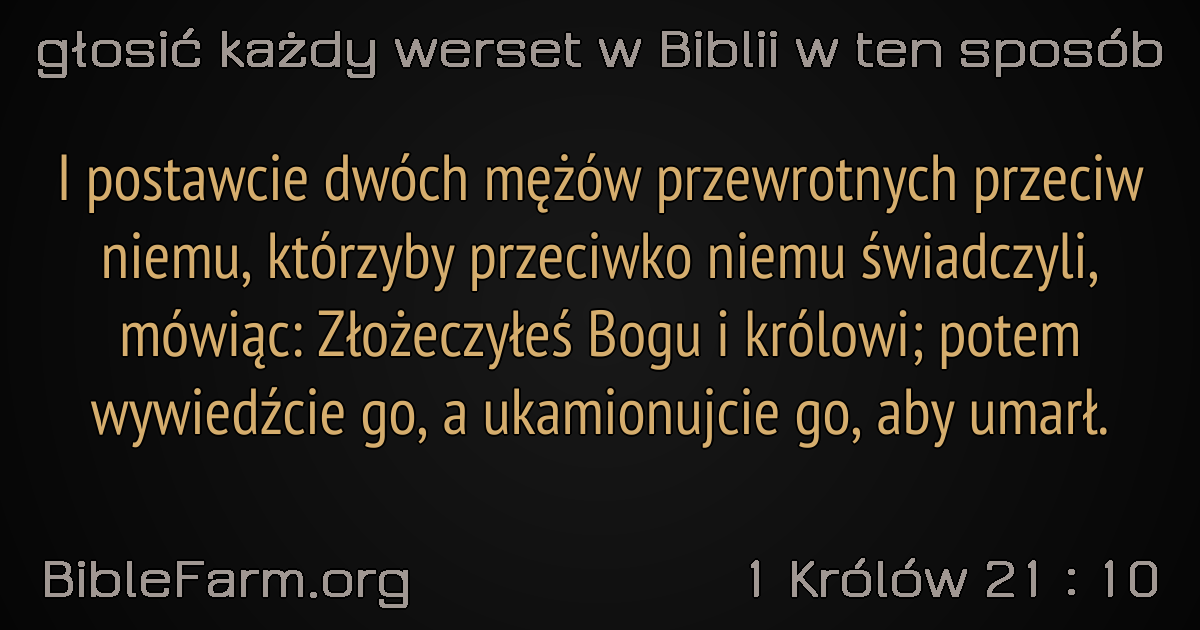 głosić każdy werset w Biblii w ten sposób
I postawcie dwóch mężów przewrotnych przeciw
niemu, którzyby przeciwko niemu świadczyli,
mówiąc: Złożeczyłeś Bogu i królowi; potem
wywiedźcie go, a ukamionujcie go, aby umarł.
BibleFarm.org
1 Królów 21 : 10